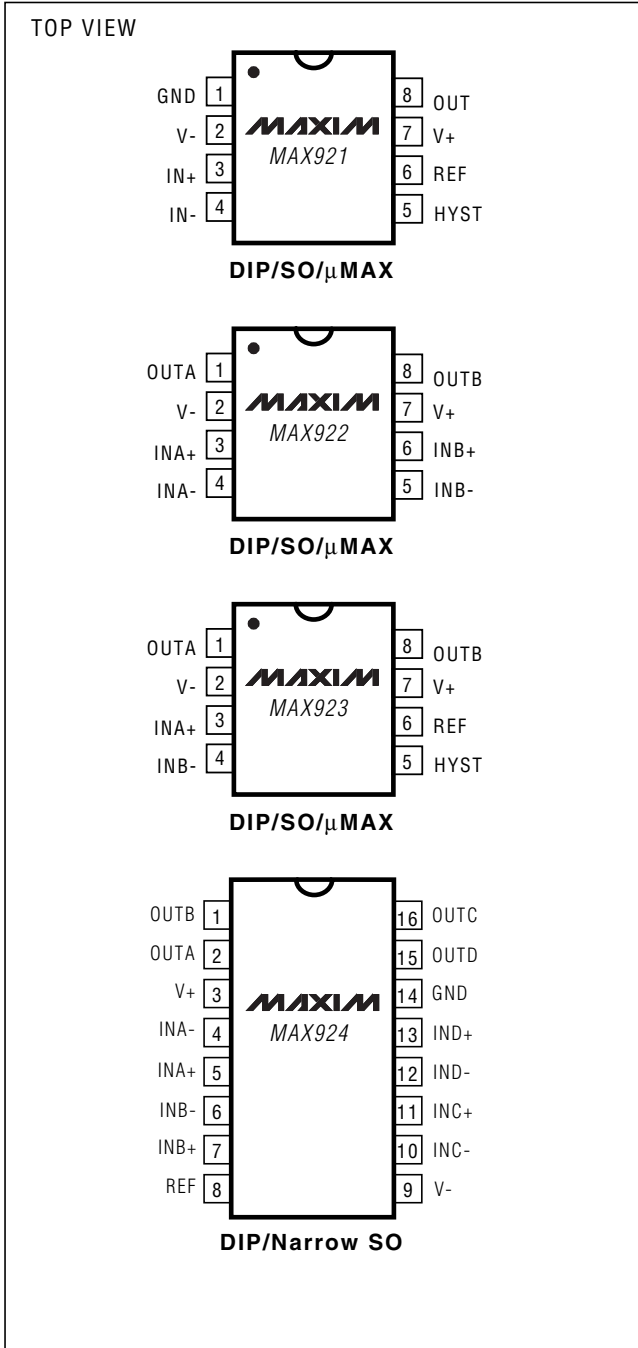 TOP VIEW
GND 1 8 OUT
V- 2 MAXIM 7 V+
MAX921
IN+ 3 6 REF
IN- 4 5 HYST
DIP/SO/μMAX
OUTA 1 8 OUTB
V- 2 MAXIM 7 V+
MAX922
INA+ 3 6 INB+
INA- 4 5 INB-
DIP/SO/μMAX
OUTA 1 8 OUTB
V- 2 MAXIM 7 V+
MAX923
INA+ 3 6 REF
INB- 4 5 HYST
DIP/SO/μMAX
OUTB 1 16 OUTC
OUTA 2 15 OUTD
V+ 3 MAXIM 14 GND
INA- 4 MAX924 13 IND+
INA+ 5 12 IND-
INB- 6 11 INC+
INB+ 7 10 INC-
REF 8 9 V-
DIP/Narrow SO